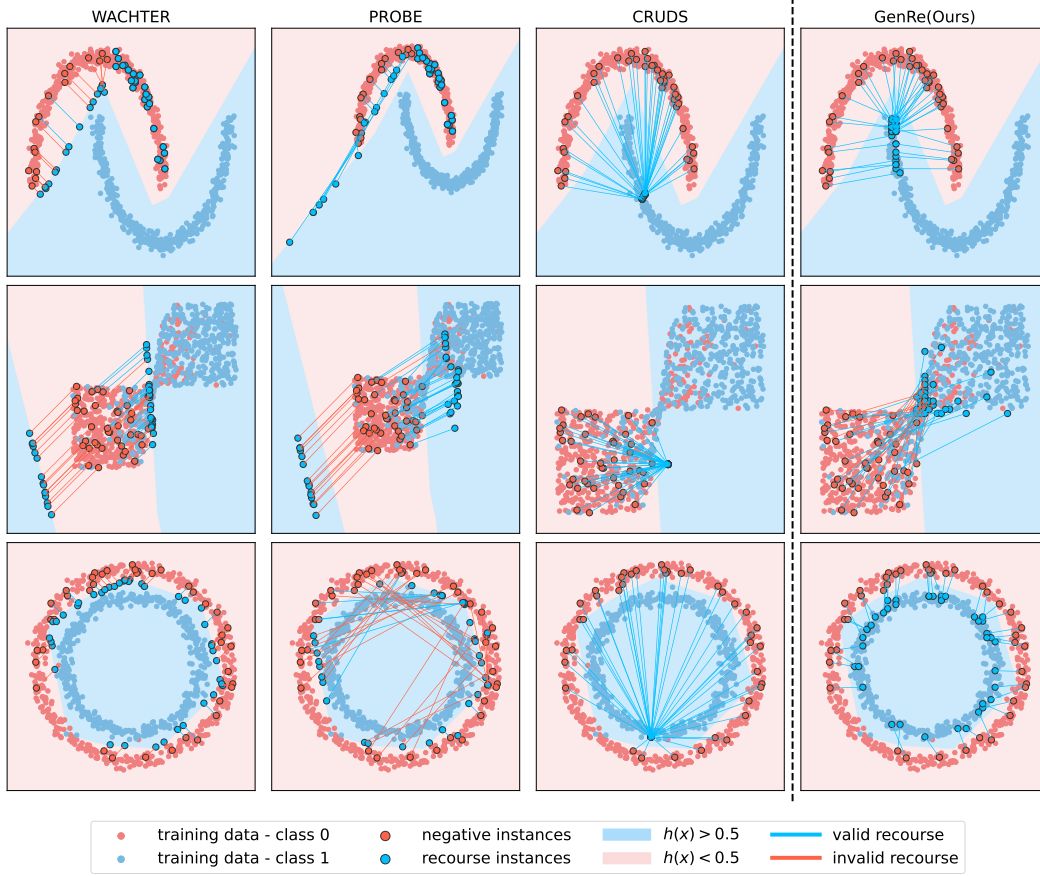 WACHTER PROBE CRUDS GenRe(Ours)
training data - class 0 negative instances h(x) > 0.5 valid recourse
training data - class 1 recourse instances h(x) < 0.5 invalid recourse